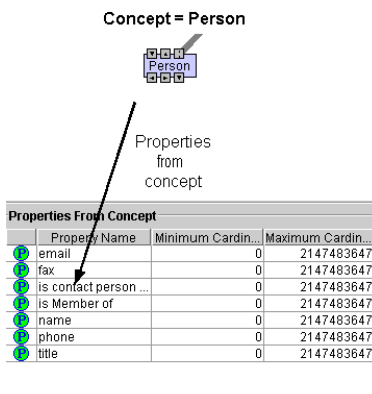 Concept = Person
Person
Properties
from
concept
Properties From Concept
Property Name Minimum Cardin... Maximum Cardin...
P email 0 2147483647
P fax 0 2147483647
P is contact person ... 0 2147483647
P is Member of 0 2147483647
P name 0 2147483647
P phone 0 2147483647
P title 0 2147483647